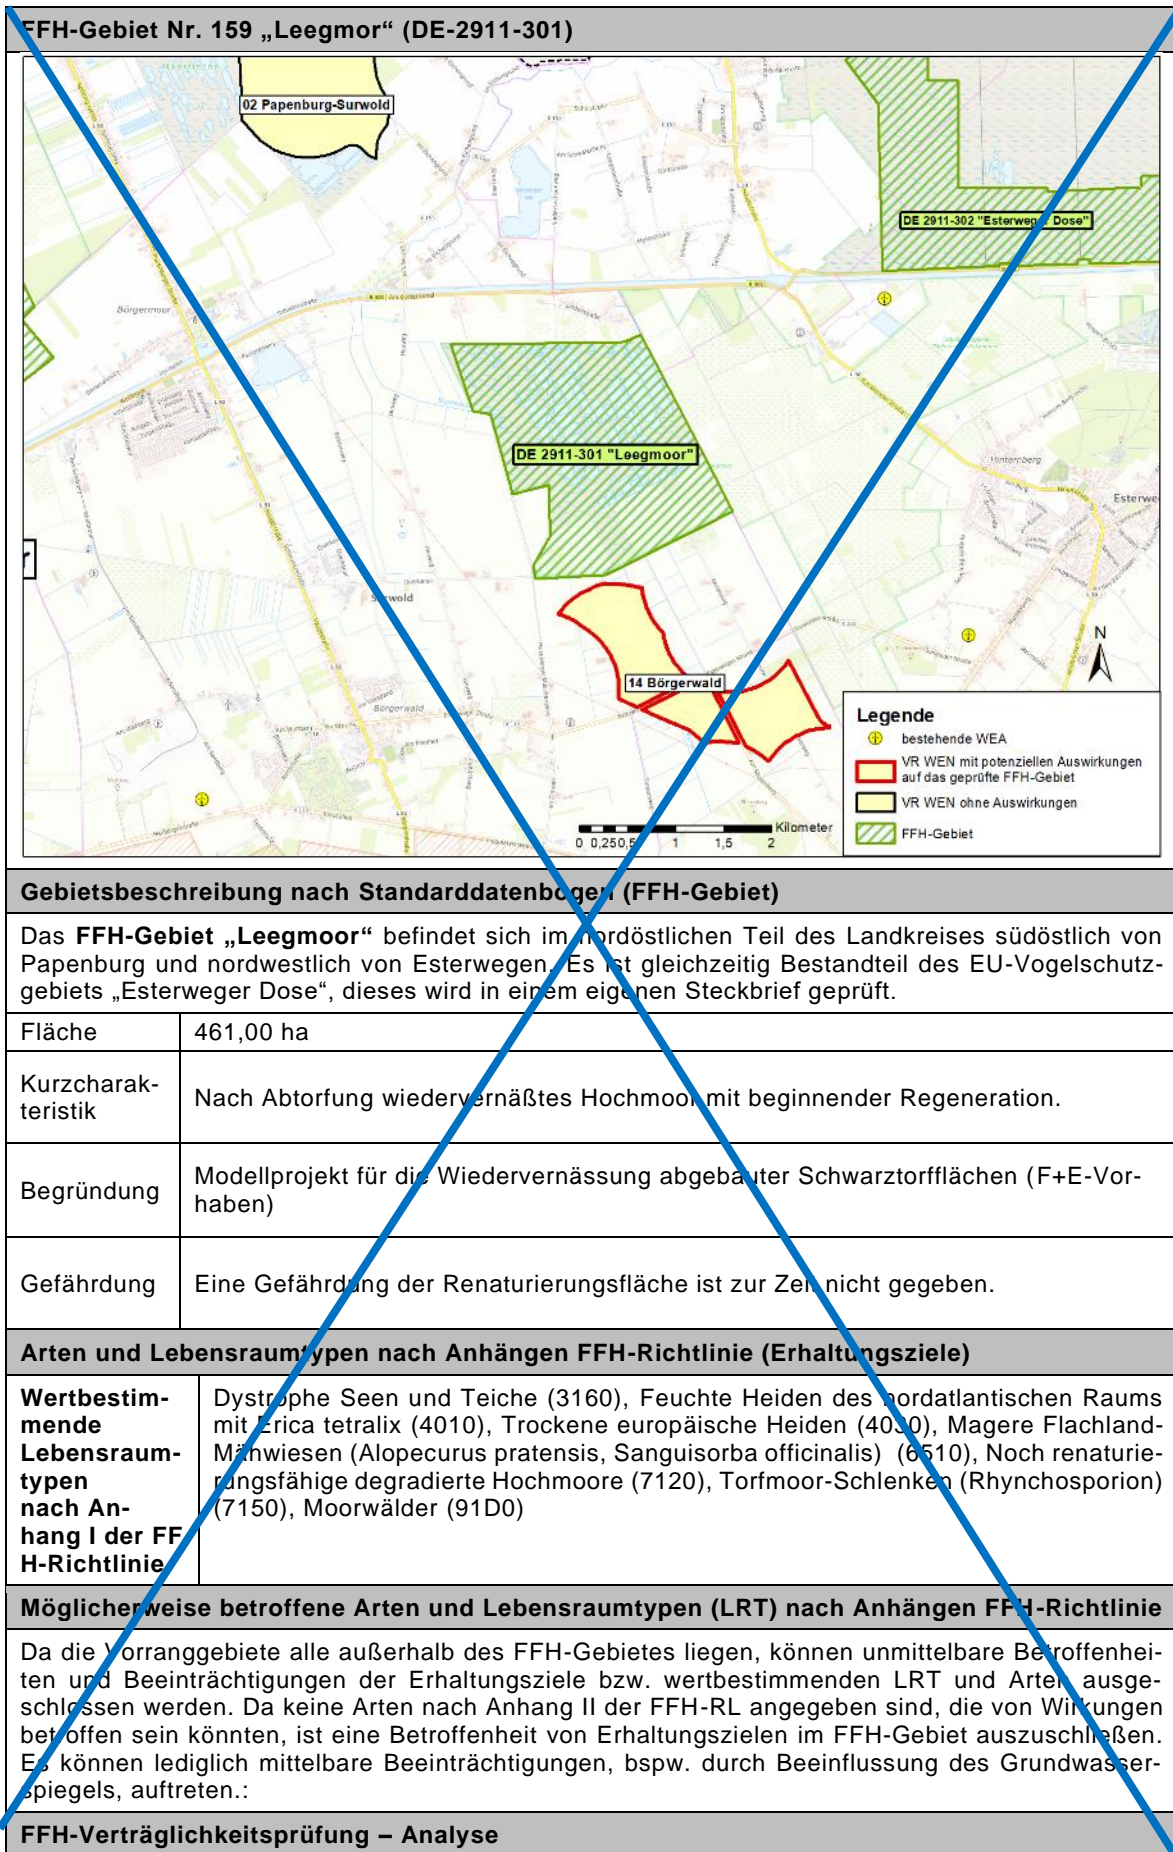 FFH-Gebiet Nr. 159 „Leegmor“ (DE-2911-301)
02 Papenburg-Surwold
DE 2911-302 "Esterweger Dose"
Börgermoor
DE 2911-301 "Leegmoor"
Hinternberg
Esterwe
Surwold
14 Börgerwald
Börgerwald
N
Legende
bestehende WEA
VR WEN mit potenziellen Auswirkungen
auf das geprüfte FFH-Gebiet
VR WEN ohne Auswirkungen
FFH-Gebiet
Kilometer
0 0,250,5 1 1,5 2
Gebietsbeschreibung nach Standarddatenbogen (FFH-Gebiet)
Das FFH-Gebiet „Leegmoor“ befindet sich im nordöstlichen Teil des Landkreises südöstlich von
Papenburg und nordwestlich von Esterwegen. Es ist gleichzeitig Bestandteil des EU-Vogelschutz-
gebiets „Esterweger Dose“, dieses wird in einem eigenen Steckbrief geprüft.
Fläche 461,00 ha
Kurzcharak-
teristik
Nach Abtorfung wiedervernäßtes Hochmoor mit beginnender Regeneration.
Begründung
Modellprojekt für die Wiedervernässung abgebauter Schwarztorfflächen (F+E-Vor-
haben)
Gefährdung Eine Gefährdung der Renaturierungsfläche ist zur Zeit nicht gegeben.
Arten und Lebensraumtypen nach Anhängen FFH-Richtlinie (Erhaltungsziele)
Wertbestim-
mende
Lebensraum-
typen
nach An-
hang I der FF
H-Richtlinie
Dystrophe Seen und Teiche (3160), Feuchte Heiden des nordatlantischen Raums
mit Erica tetralix (4010), Trockene europäische Heiden (4030), Magere Flachland-
Mähwiesen (Alopecurus pratensis, Sanguisorba officinalis) (6510), Noch renaturie-
rungsfähige degradierte Hochmoore (7120), Torfmoor-Schlenken (Rhynchosporion)
(7150), Moorwälder (91D0)
Möglicherweise betroffene Arten und Lebensraumtypen (LRT) nach Anhängen FFH-Richtlinie
Da die Vorranggebiete alle außerhalb des FFH-Gebietes liegen, können unmittelbare Betroffenhei-
ten und Beeinträchtigungen der Erhaltungsziele bzw. wertbestimmenden LRT und Arten ausge-
schlossen werden. Da keine Arten nach Anhang II der FFH-RL angegeben sind, die von Wirkungen
betroffen sein könnten, ist eine Betroffenheit von Erhaltungszielen im FFH-Gebiet auszuschließen.
Es können lediglich mittelbare Beeinträchtigungen, bspw. durch Beeinflussung des Grundwasser-
spiegels, auftreten.:
FFH-Verträglichkeitsprüfung – Analyse